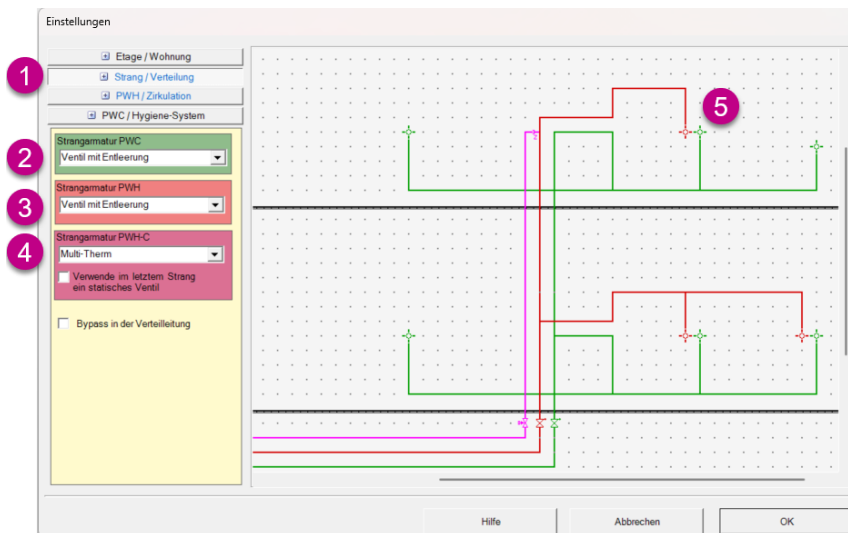 Einstellungen
Etage / Wohnung
1
Strang / Verteilung
PWH / Zirkulation
PWC / Hygiene-System
5
Strangarmatur PWC
2
Ventil mit Entleerung
Strangarmatur PWH
3
Ventil mit Entleerung
Strangarmatur PWH-C
4
Multi-Therm
Verwende im letztem Strang
ein statisches Ventil
Bypass in der Verteilleitung
Hilfe
Abbrechen
OK